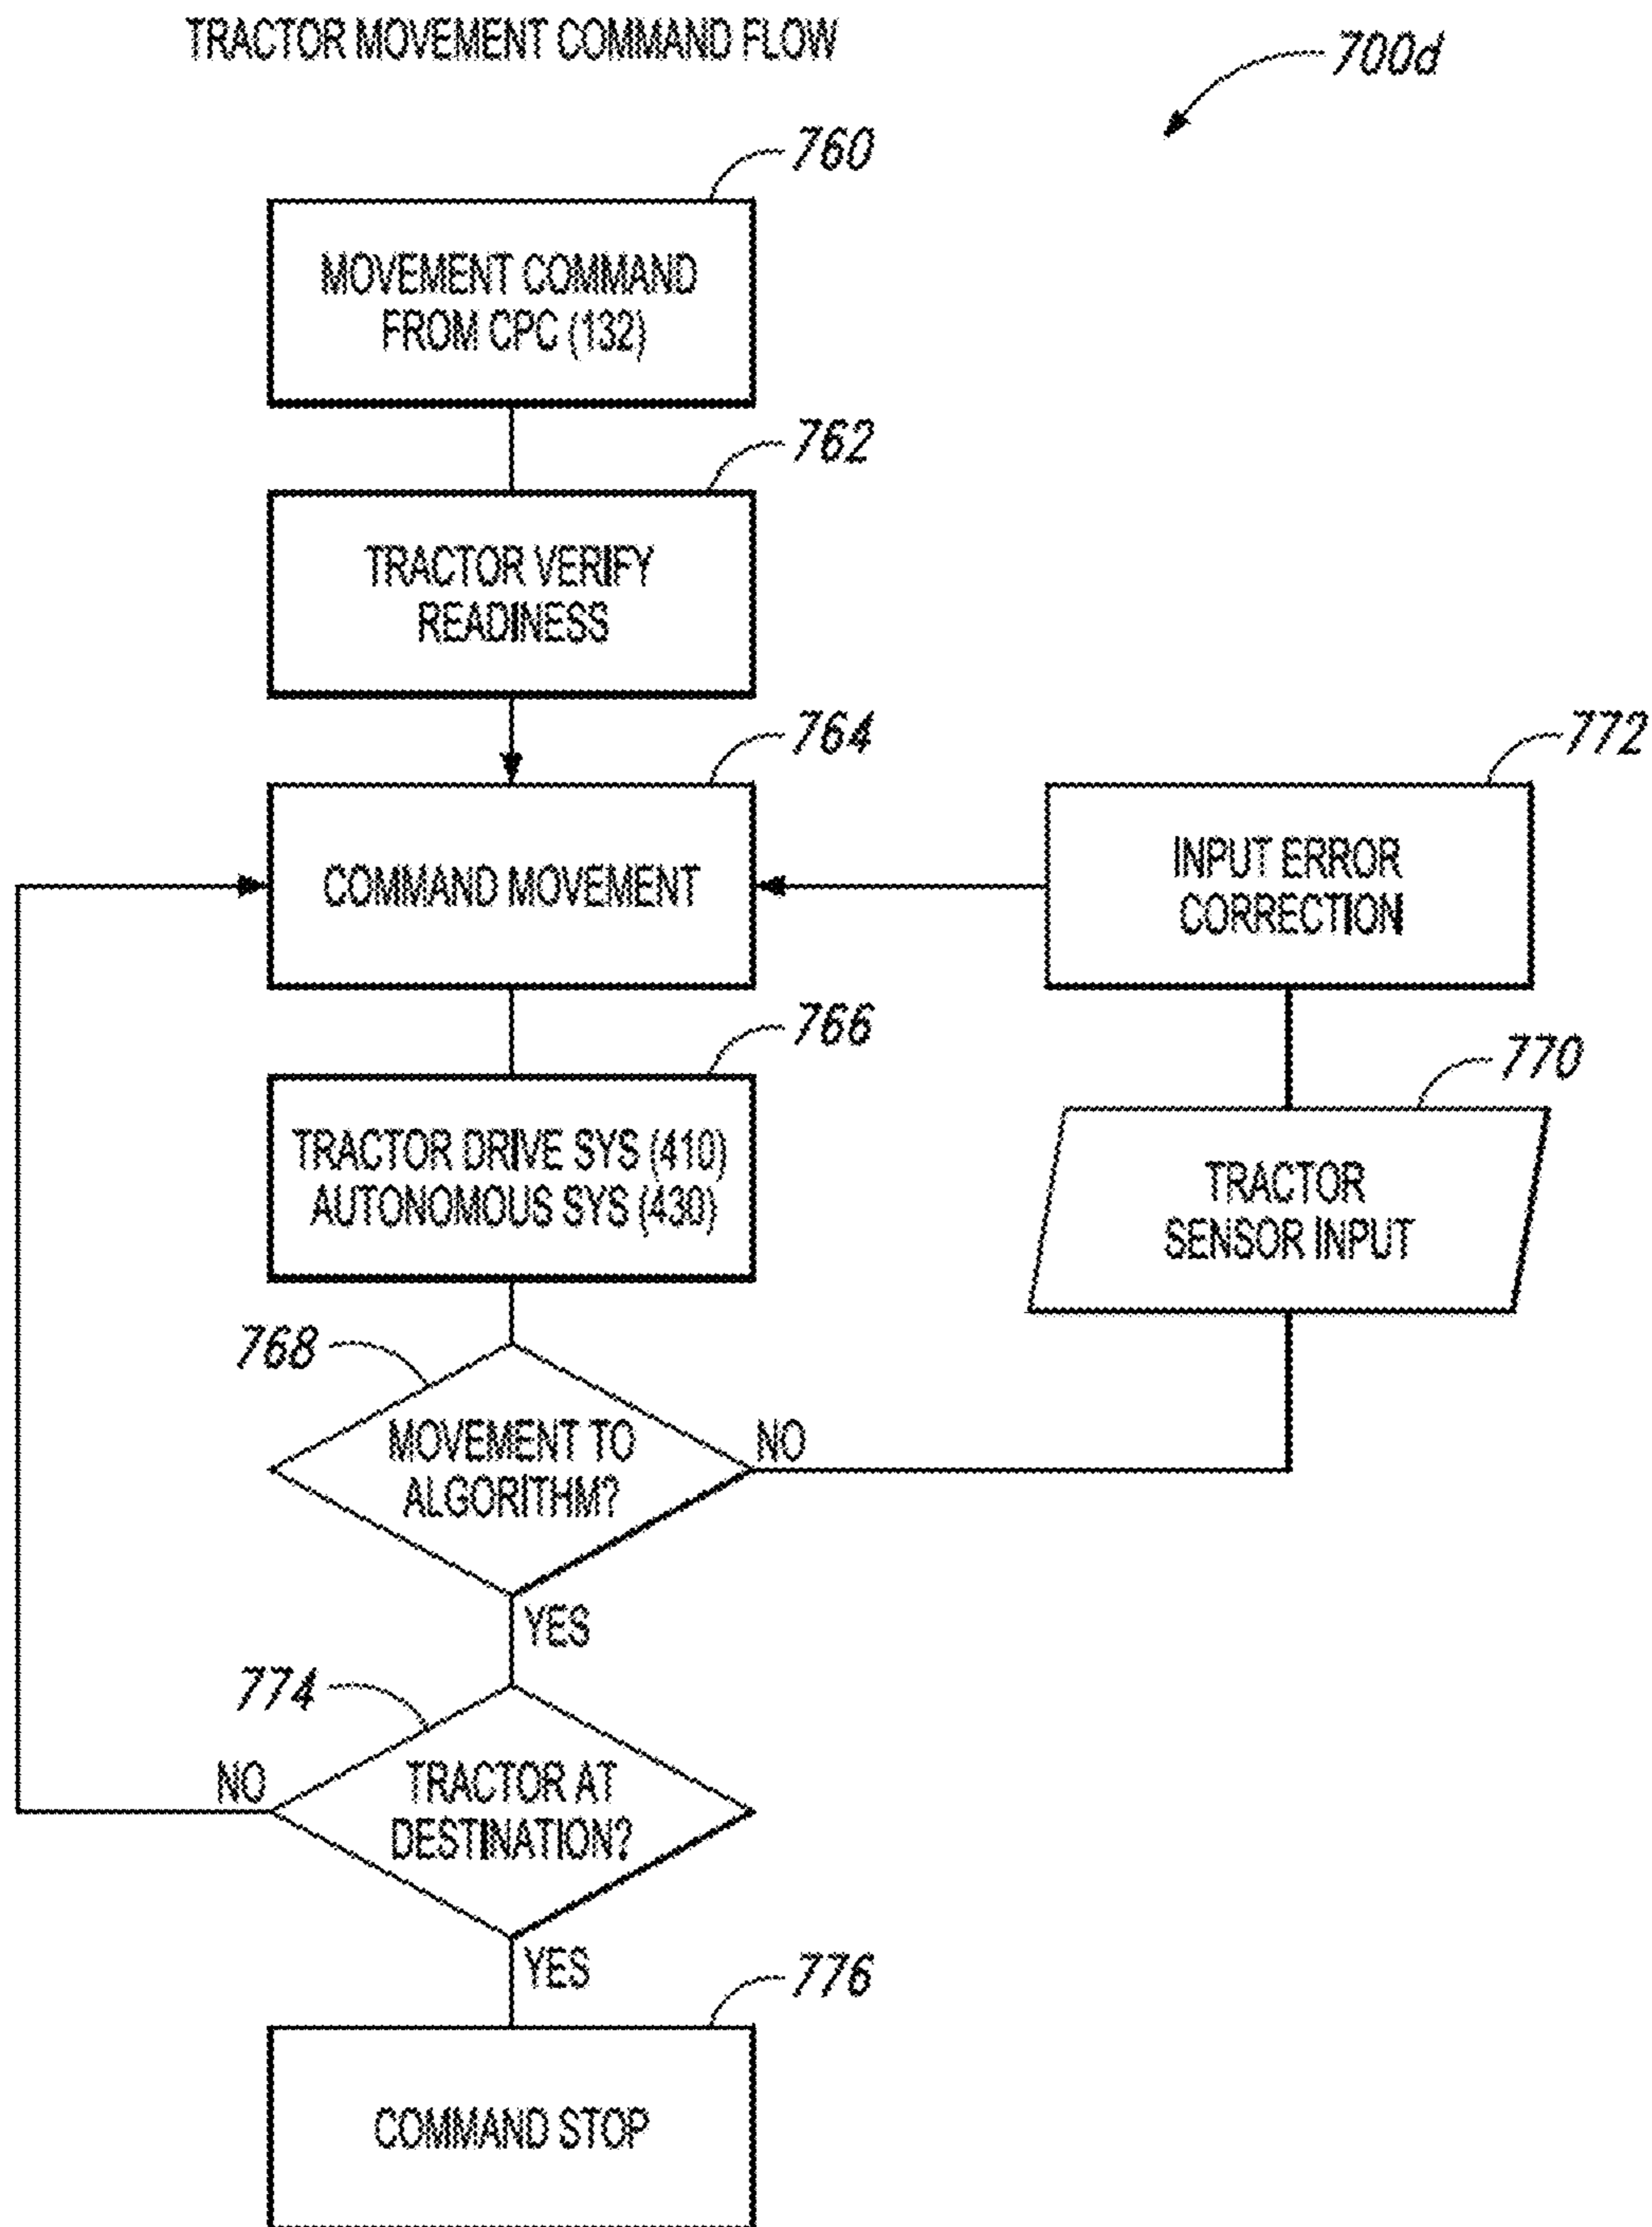 TRACTOR MOVEMENT COMMAND FLOW
700d
760
MOVEMENT COMMAND
FROM CPC (132)
762
TRACTOR VERIFY
READINESS
764
COMMAND MOVEMENT
772
INPUT ERROR
CORRECTION
766
TRACTOR DRIVE SYS (410)
AUTONOMOUS SYS (430)
770
TRACTOR
SENSOR INPUT
768
MOVEMENT TO
ALGORITHM?
NO
YES
774
NO
TRACTOR AT
DESTINATION?
YES
776
COMMAND STOP